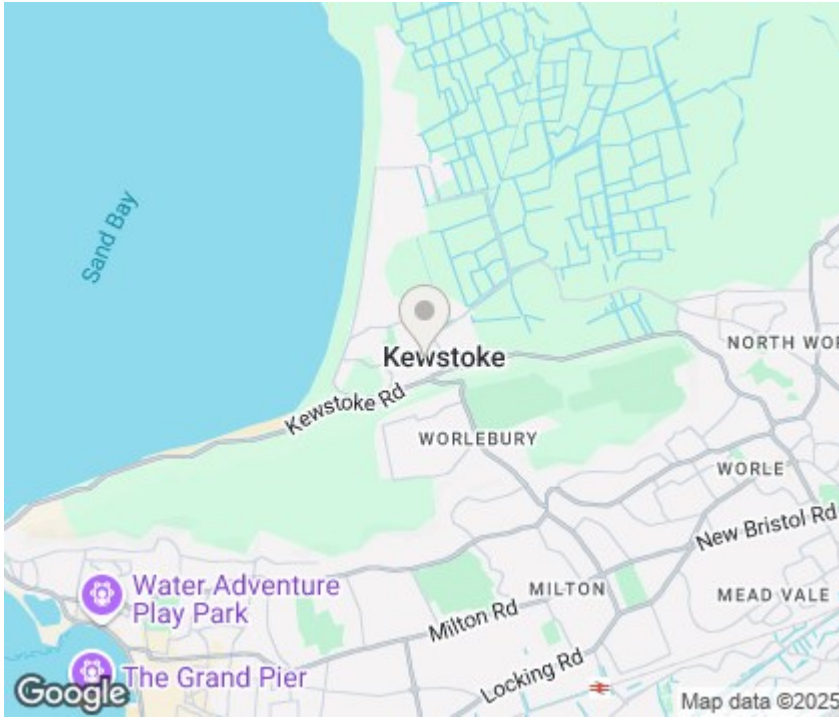 Sand Bay
Kewstoke
NORTH WOR
Kewstoke Rd
WORLEBURY
WORLE
New Bristol Rd
Water Adventure
Play Park
MILTON
MEAD VALE
Milton Rd
The Grand Pier
Locking Rd
Google
Map data ©2025